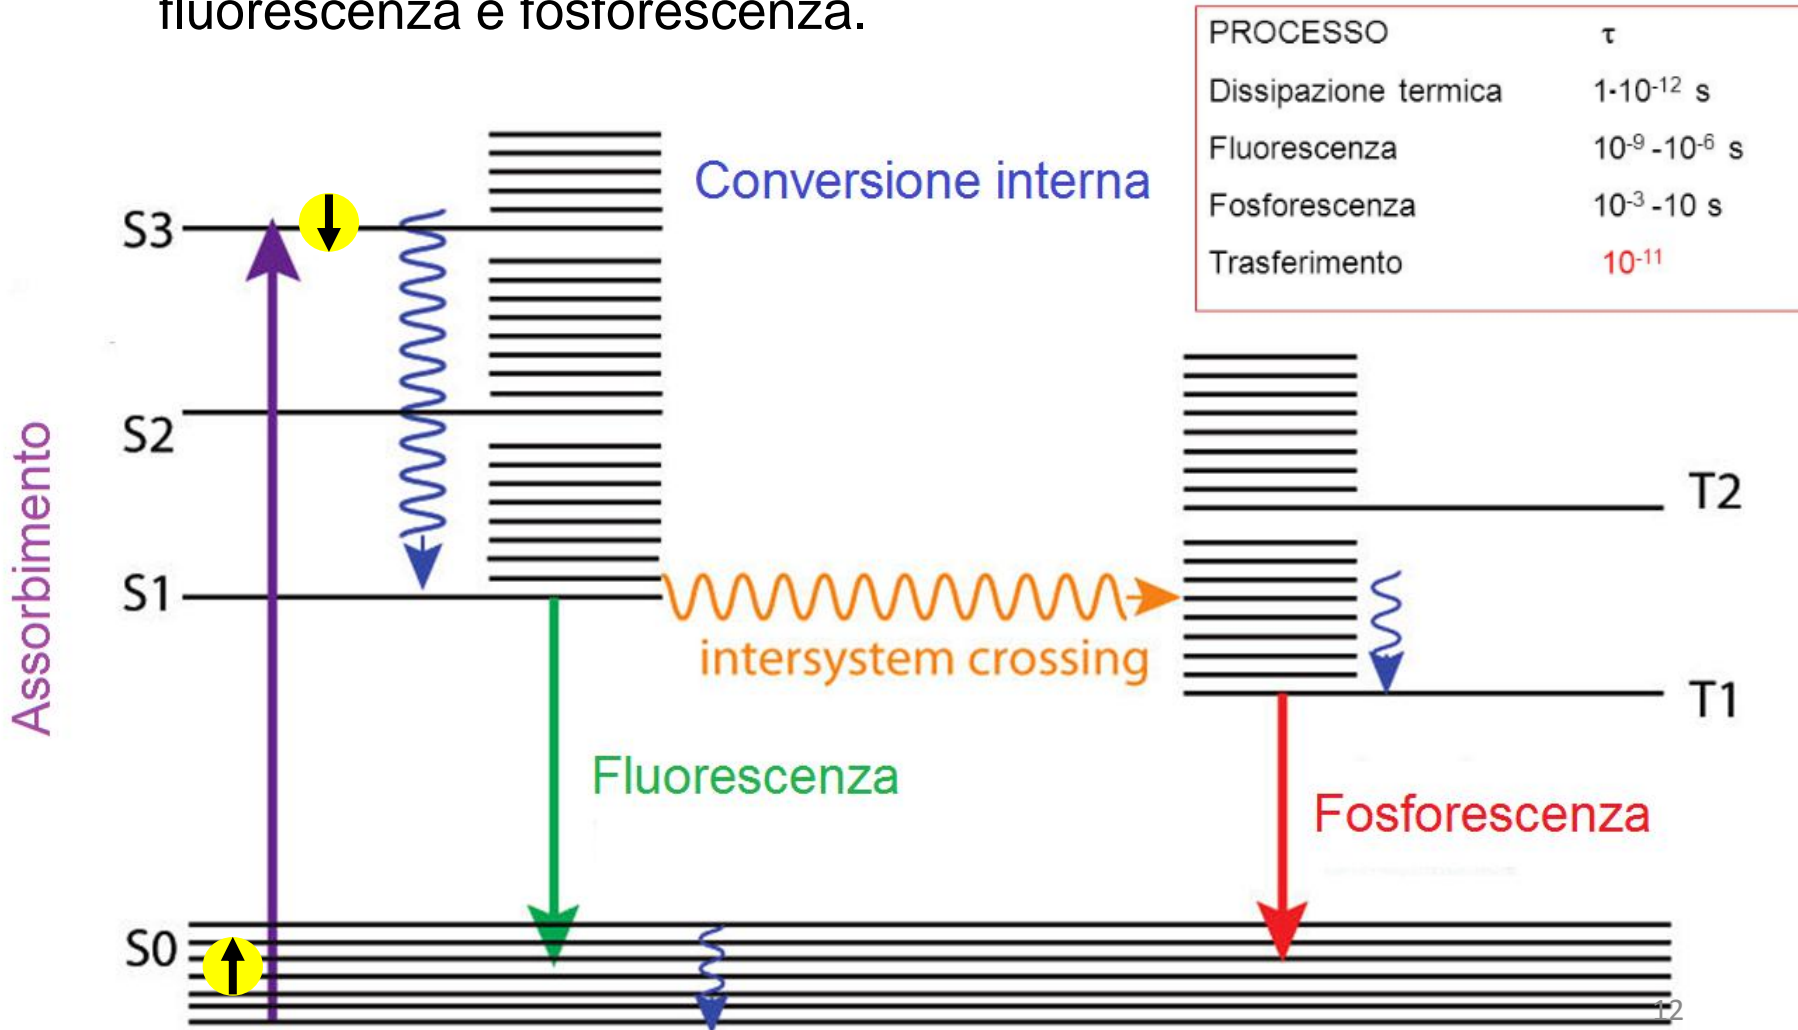 fluorescenza e fosforescenza.
PROCESSO τ
Dissipazione termica 1·10⁻¹² s
Fluorescenza 10⁻⁹ -10⁻⁶ s
Fosforescenza 10⁻³ -10 s
Trasferimento 10⁻¹¹
Conversione interna
S3
S2
T2
Assorbimento
S1
intersystem crossing
T1
Fluorescenza
Fosforescenza
S0
12